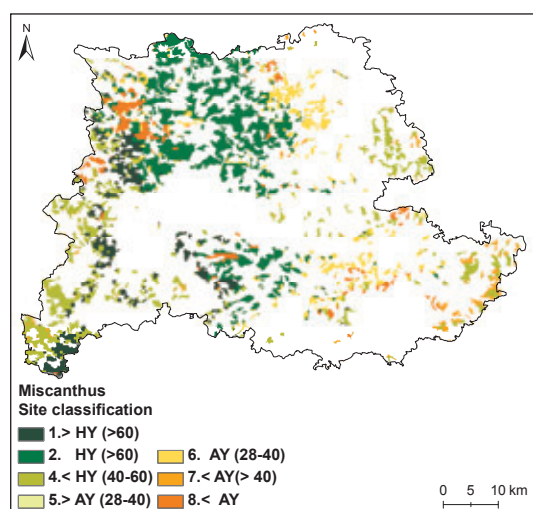 N
Miscanthus
Site classification
1.> HY (>60)
2. HY (>60)
6. AY (28-40)
4.< HY (40-60)
7.< AY(> 40)
5.> AY (28-40)
8.< AY
0 5 10 km